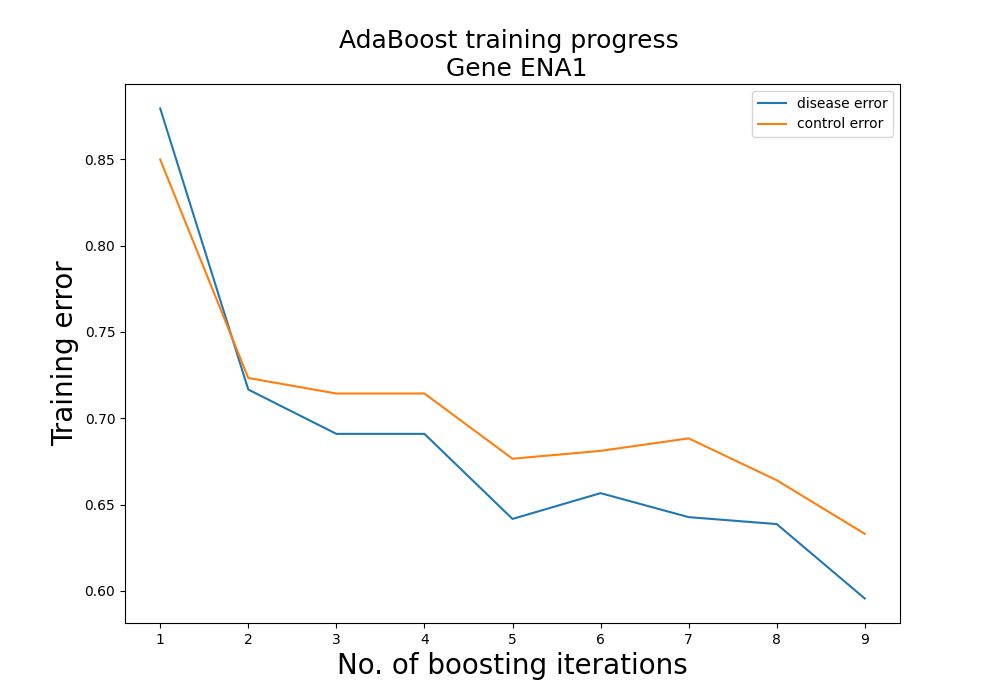 AdaBoost training progress
Gene ENA1
disease error
control error
Training error
0.85
0.80
0.75
0.70
0.65
0.60
1 2 3 4 5 6 7 8 9
No. of boosting iterations